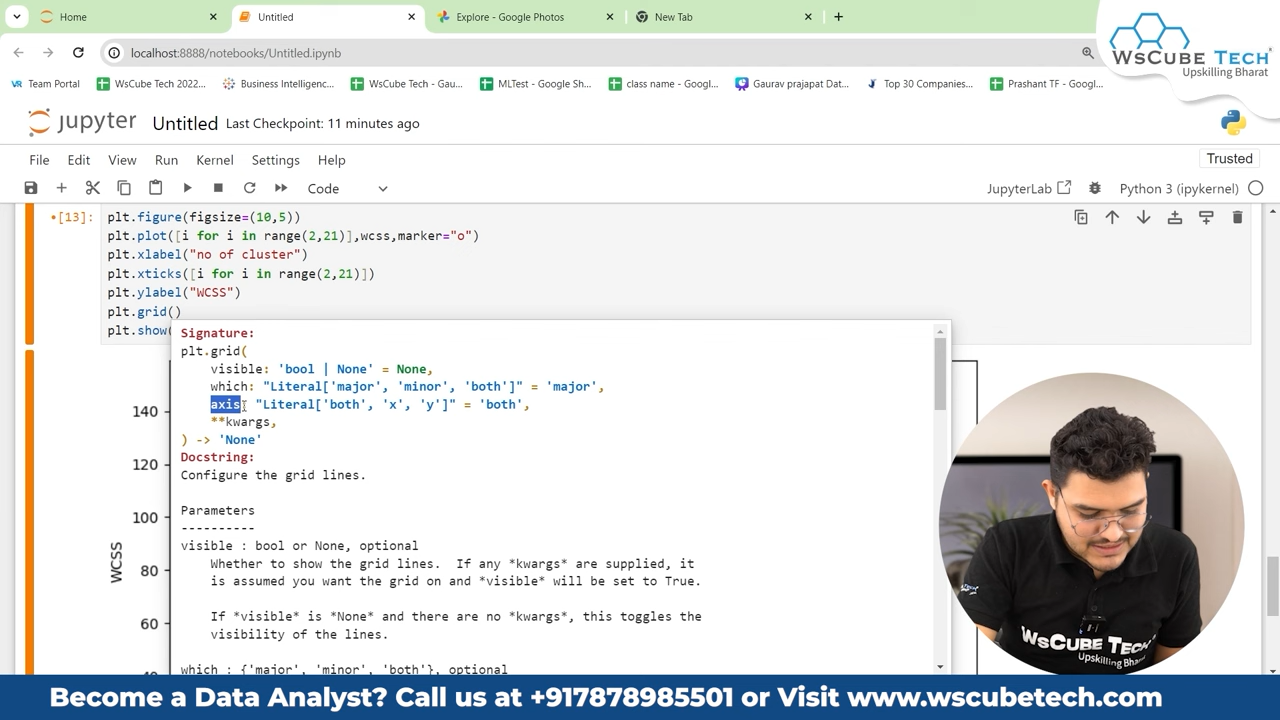 Home
Untitled
Explore - Google Photos
New Tab
localhost:8888/notebooks/Untitled.ipynb
WsCube Tech
Upskilling Bharat
VR Team Portal
WsCube Tech 2022...
Business Intelligenc...
WsCube Tech - Gau...
MLTest - Google Sh...
class name - Googl...
Gaurav prajapat Dat...
Top 30 Companies...
Prashant TF - Googl...
jupyter Untitled Last Checkpoint: 11 minutes ago
File Edit View Run Kernel Settings Help
Trusted
Code
JupyterLab
Python 3 (ipykernel)
•[13]:
plt.figure(figsize=(10,5))
plt.plot([i for i in range(2,21)],wcss,marker="o")
plt.xlabel("no of cluster")
plt.xticks([i for i in range(2,21)])
plt.ylabel("WCSS")
plt.grid()
plt.show(
Signature:
plt.grid(
visible: 'bool | None' = None,
which: "Literal['major', 'minor', 'both']" = 'major',
axis: "Literal['both', 'x', 'y']" = 'both',
**kwargs,
) -> 'None'
Docstring:
Configure the grid lines.
Parameters
----------
visible : bool or None, optional
Whether to show the grid lines.  If any *kwargs* are supplied, it
is assumed you want the grid on and *visible* will be set to True.
If *visible* is *None* and there are no *kwargs*, this toggles the
visibility of the lines.
which : {'major', 'minor', 'both'}, optional
140
120
100
80
60
WCSS
WsCube Tech
Upskilling Bharat
Become a Data Analyst? Call us at +917878985501 or Visit www.wscubetech.com